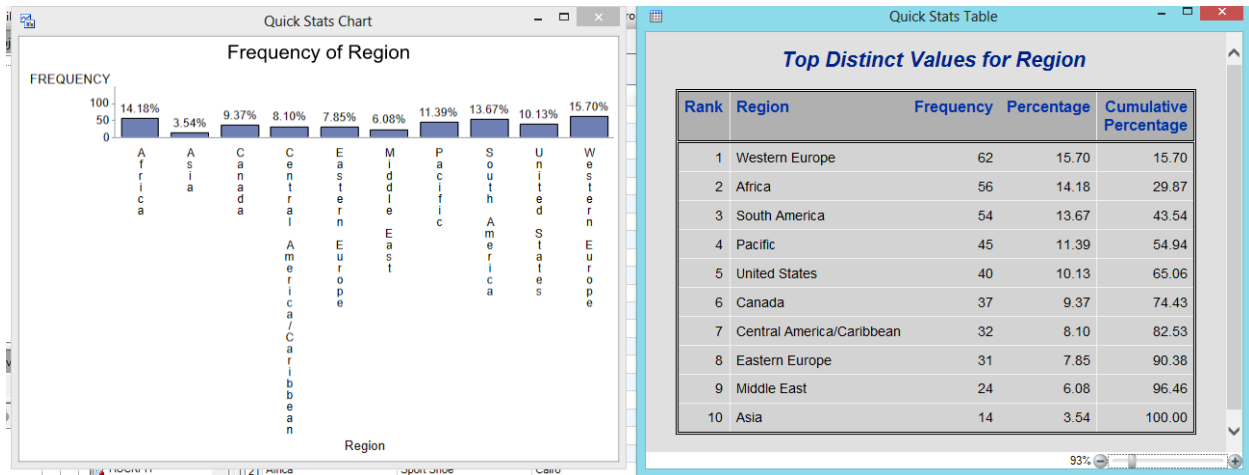 Quick Stats Chart
Frequency of Region
FREQUENCY
100
50
0
14.18%
3.54%
9.37%
8.10%
7.85%
6.08%
11.39%
13.67%
10.13%
15.70%
Africa
Asia
Canada
Central America/Caribbean
Eastern Europe
Middle East
Pacific
South America
United States
Western Europe
Region
Quick Stats Table
Top Distinct Values for Region
Rank Region Frequency Percentage Cumulative Percentage
1 Western Europe 62 15.70 15.70
2 Africa 56 14.18 29.87
3 South America 54 13.67 43.54
4 Pacific 45 11.39 54.94
5 United States 40 10.13 65.06
6 Canada 37 9.37 74.43
7 Central America/Caribbean 32 8.10 82.53
8 Eastern Europe 31 7.85 90.38
9 Middle East 24 6.08 96.46
10 Asia 14 3.54 100.00
93%
Africa Sport Shoe Cairo